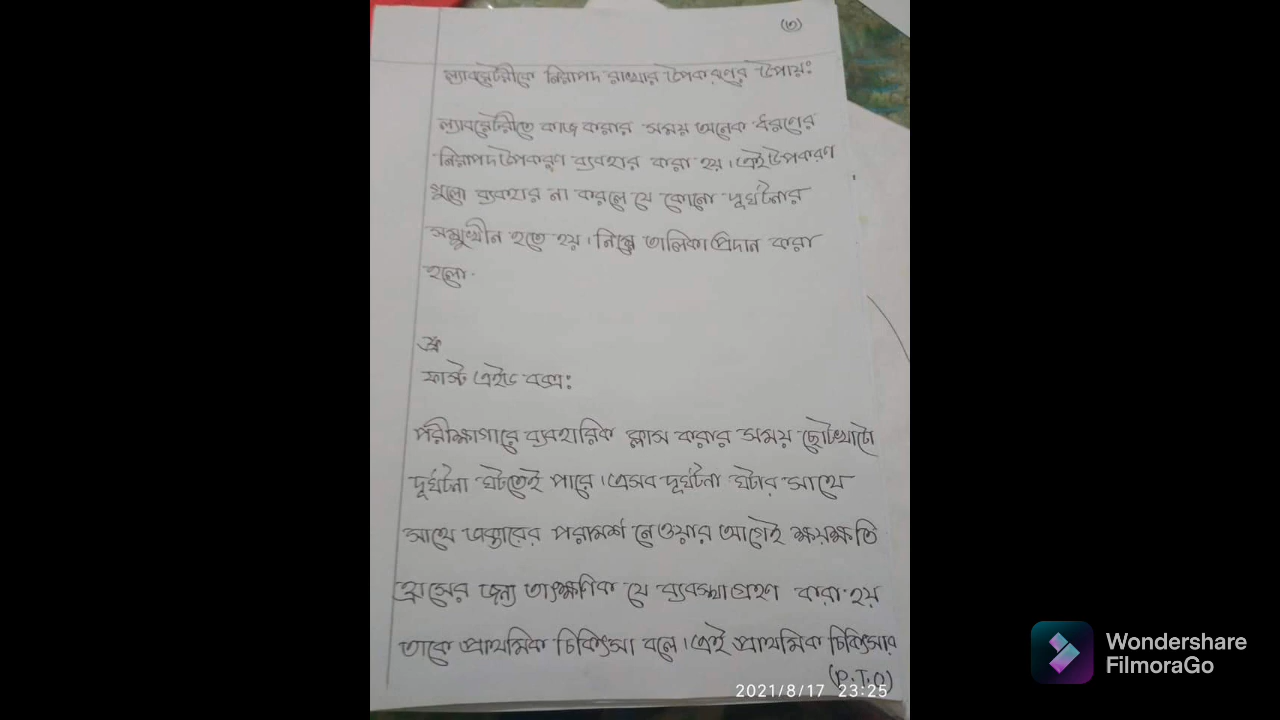 (৩)
ল্যাবরেটরীকে নিরাপদ রাখার উপকরণের উপায়ঃ
ল্যাবরেটরীতে কাজ করার সময় অনেক ধরণের
নিরাপদ উপকরণ ব্যবহার করা হয়। এই উপকরণ
গুলো ব্যবহার না করলে যে কোনো দূর্ঘটনার
সম্মুখীন হতে হয়। নিম্নে তালিকা প্রদান করা
হলো।
ফাস্ট এইড বক্সঃ
পরীক্ষাগারে ব্যবহারিক ক্লাস করার সময় ছোটখাটো
দূর্ঘটনা ঘটতেই পারে। এসব দূর্ঘটনা ঘটার সাথে
সাথে ডাক্তারের পরামর্শ নেওয়ার আগেই ক্ষয়ক্ষতি
হ্রাসের জন্য তাৎক্ষণিক যে ব্যবস্থা গ্রহণ করা হয়
তাকে প্রাথমিক চিকিৎসা বলে। এই প্রাথমিক চিকিৎসার
(P.T.O)
2021/8/17 23:25
Wondershare
FilmoraGo